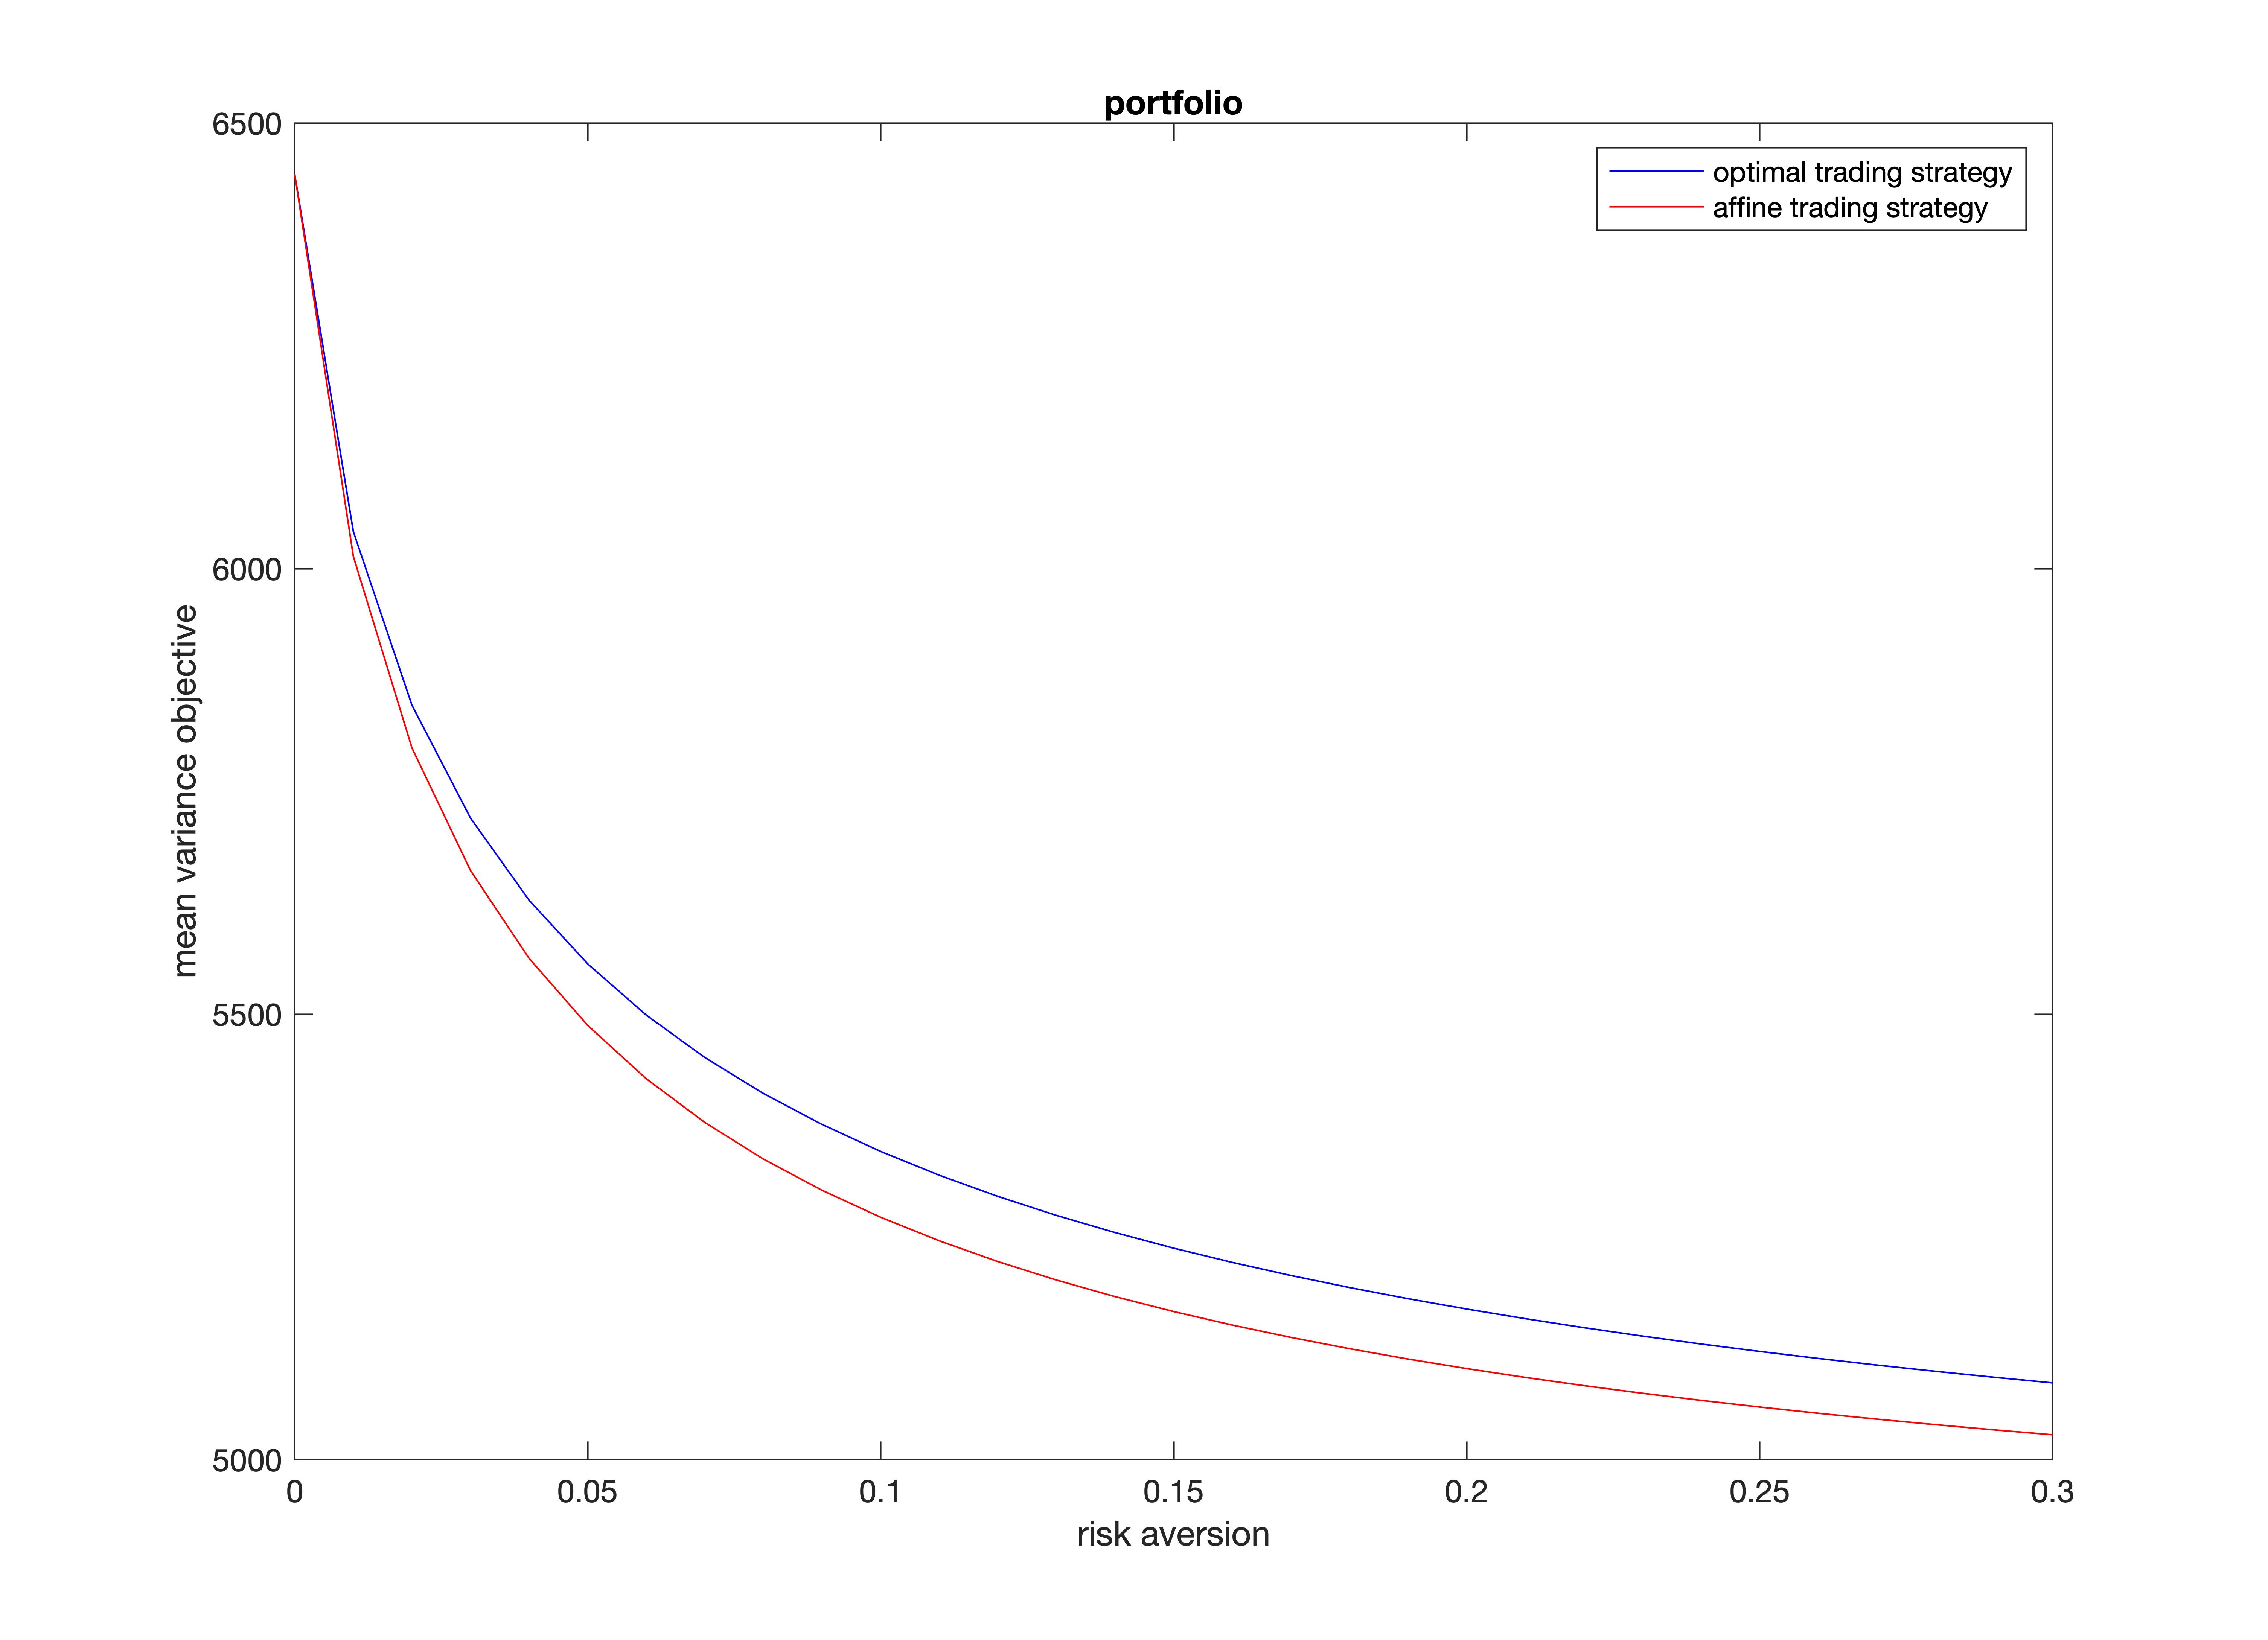 portfolio
optimal trading strategy
affine trading strategy
mean variance objective
6500
6000
5500
5000
0 0.05 0.1 0.15 0.2 0.25 0.3
risk aversion